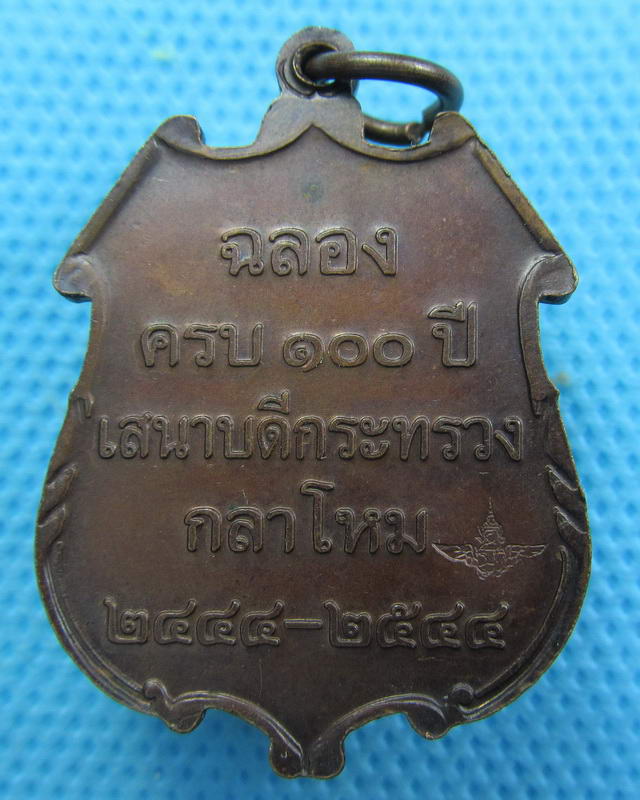 ฉลอง
ครบ ๑๐๐ ปี
เสนาบดีกระทรวง
กลาโหม
๒๔๔๔-๒๕๔๔